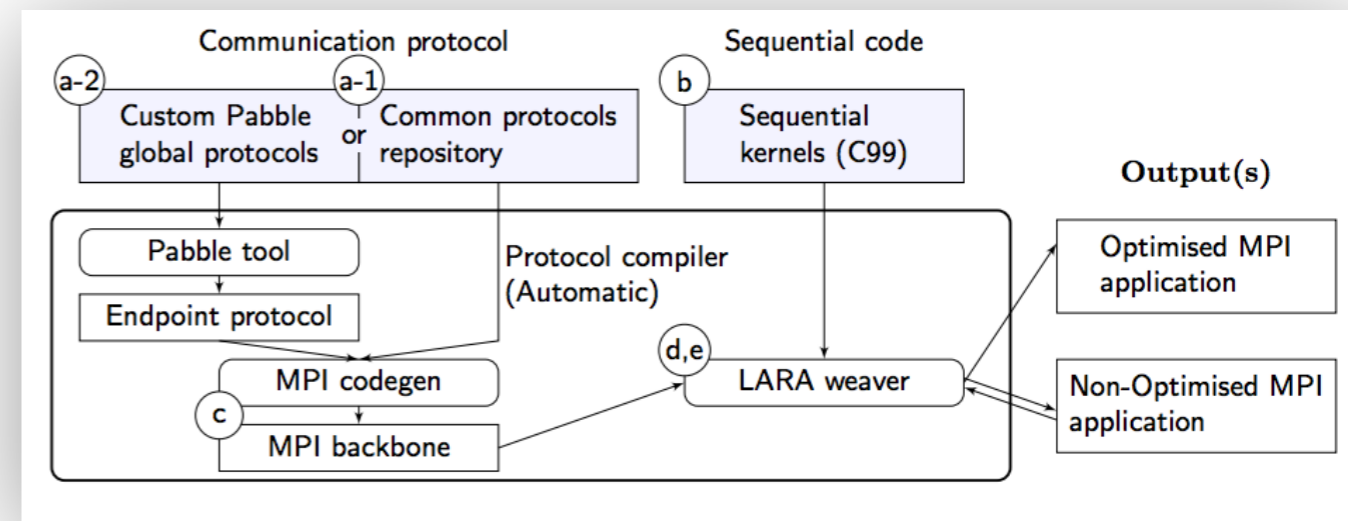 Communication protocol
Sequential code
a-2
a-1
b
Custom Pabble
global protocols
or
Common protocols
repository
Sequential
kernels (C99)
Output(s)
Pabble tool
Endpoint protocol
Protocol compiler
(Automatic)
Optimised MPI
application
d,e
MPI codegen
LARA weaver
c
MPI backbone
Non-Optimised MPI
application